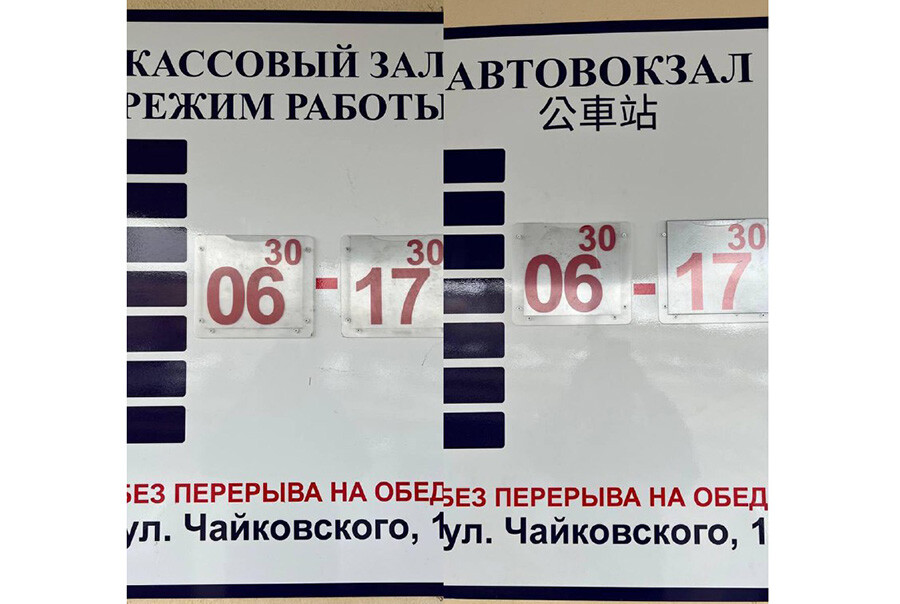 КАССОВЫЙ ЗАЛ
РЕЖИМ РАБОТЫ
06 30 - 17 30
БЕЗ ПЕРЕРЫВА НА ОБЕД
ул. Чайковского, 1
АВТОВОКЗАЛ
公車站
06 30 - 17 30
БЕЗ ПЕРЕРЫВА НА ОБЕД
ул. Чайковского, 1